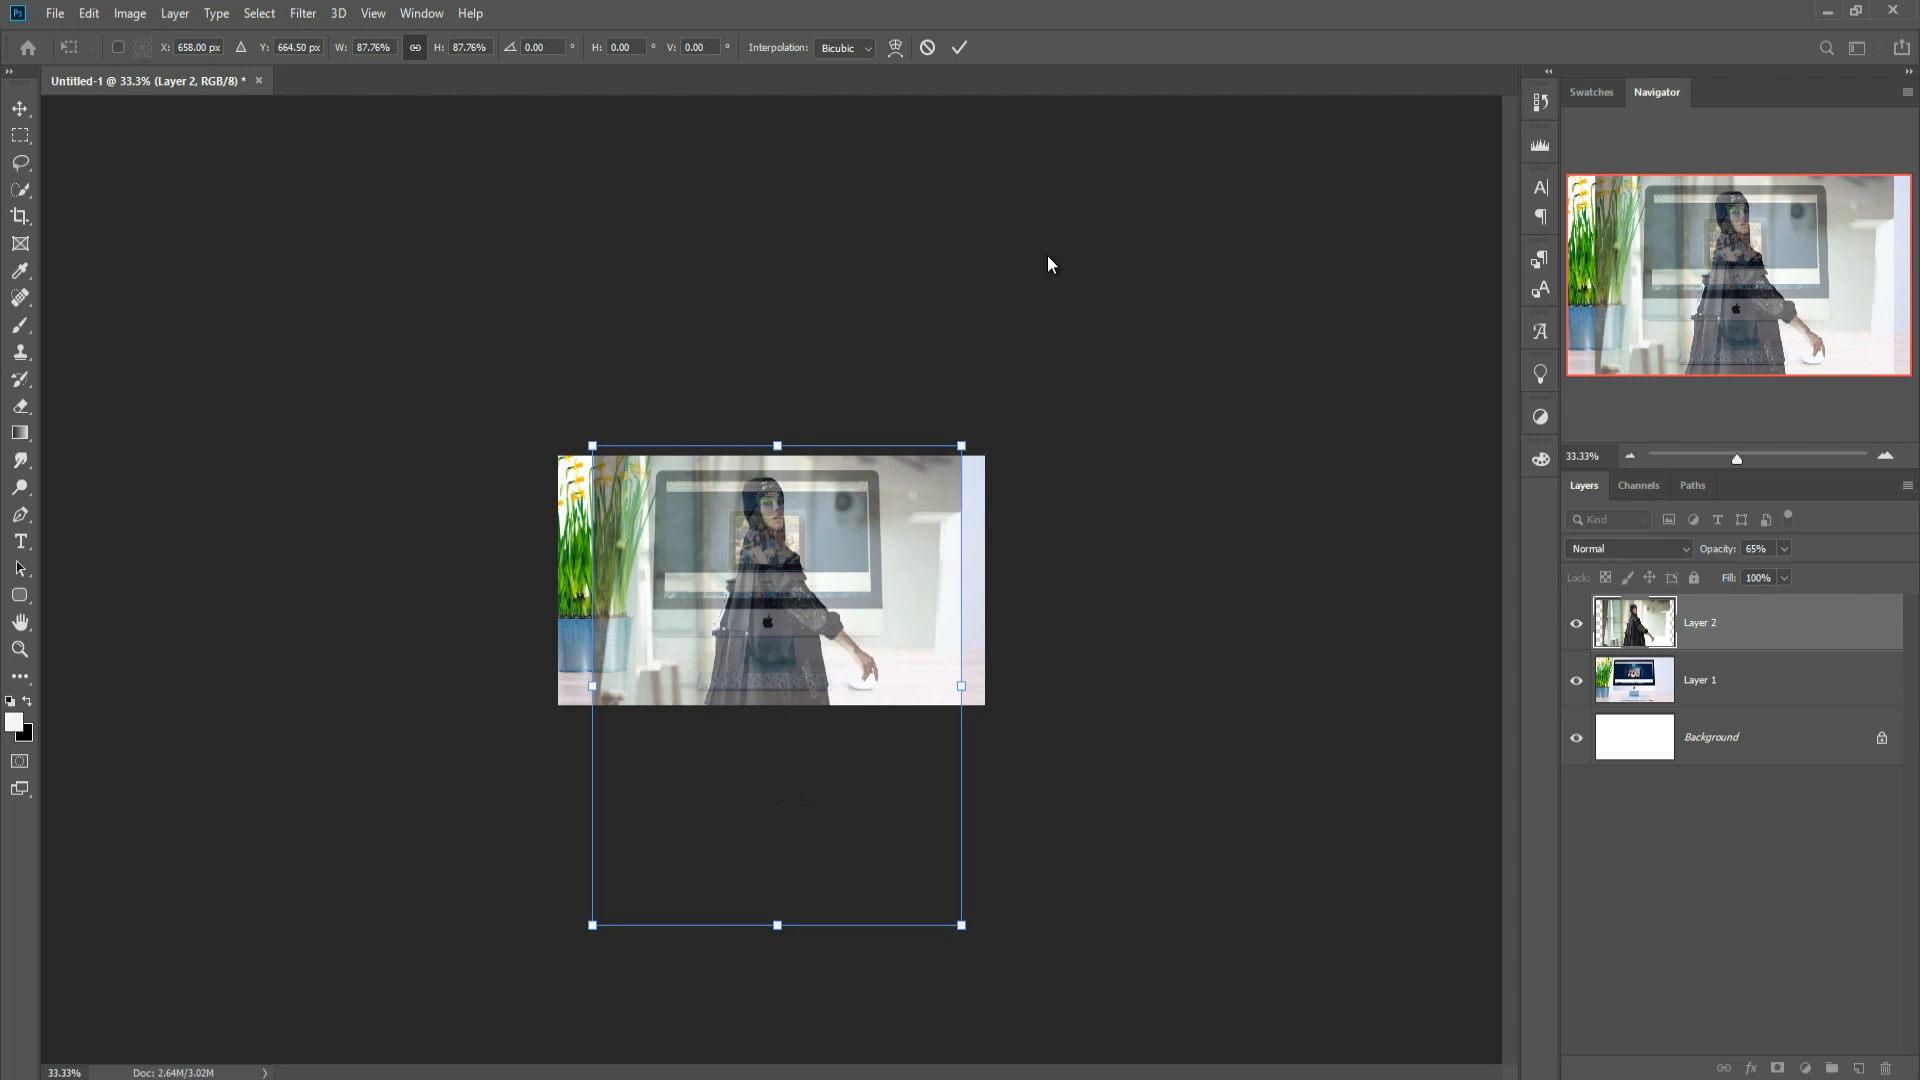 Ps File Edit Image Layer Type Select Filter 3D View Window Help
X: 658.00 px Y: 664.50 px W: 87.76% H: 87.76% 0.00 ° H: 0.00 ° V: 0.00 ° Interpolation: Bicubic
Untitled-1 @ 33.3% (Layer 2, RGB/8) * ×
Swatches Navigator
33.33%
Layers Channels Paths
Kind
Normal Opacity: 65%
Lock: Fill: 100%
Layer 2
Layer 1
Background
33.33% Doc: 2.64M/3.02M